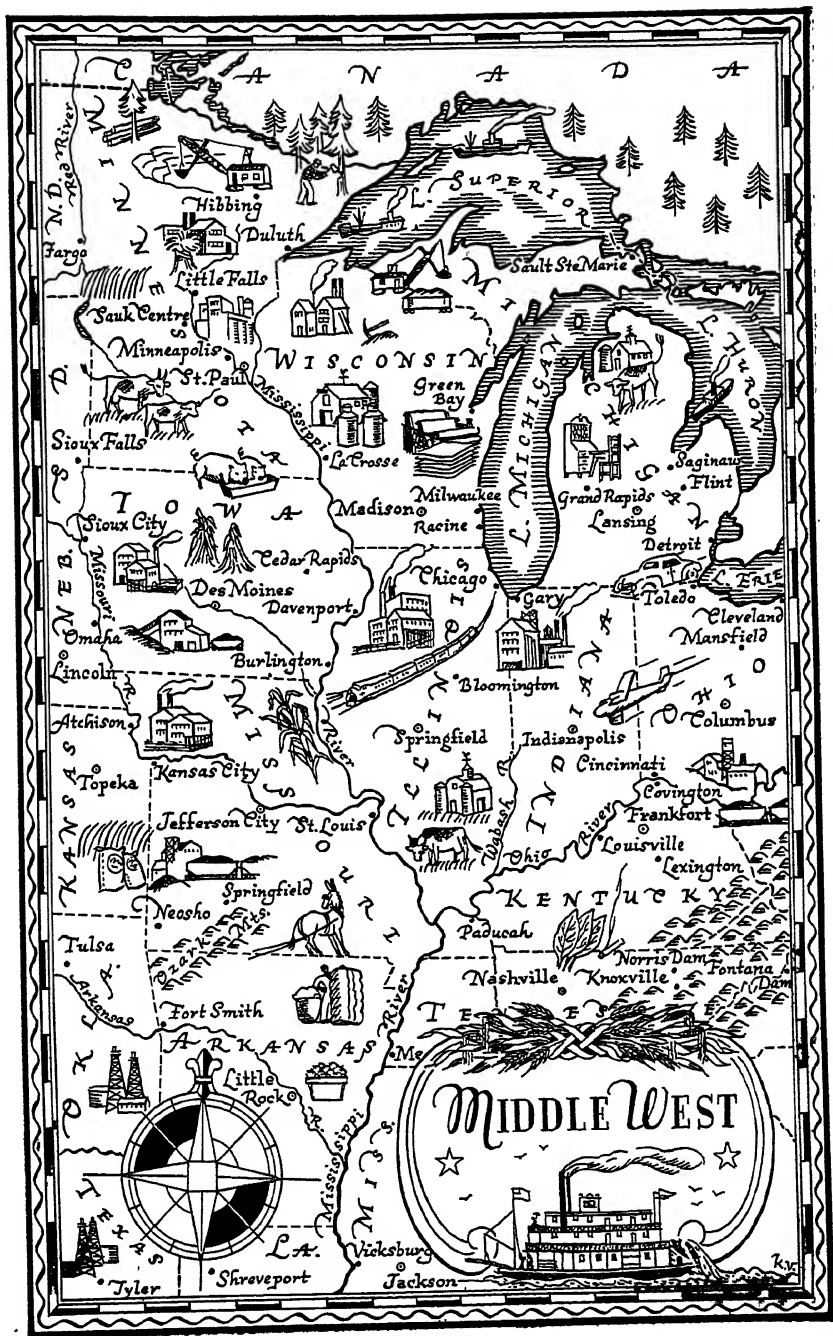 CANADA
N.D.
Red River
MINNESOTA
Hibbing
Duluth
L. SUPERIOR
Fargo
Little Falls
Sault Ste Marie
MICHIGAN
Sauk Centre
Minneapolis
St. Paul
WISCONSIN
Mississippi
Green
Bay
L. MICHIGAN
L. HURON
S. D.
Sioux Falls
La Crosse
Saginaw
Flint
IOWA
Sioux City
Madison
Milwaukee
Racine
Grand Rapids
Lansing
Detroit
NEB.
Missouri
R.
Cedar Rapids
Des Moines
Davenport
Chicago
Gary
Toledo
L. ERIE
Cleveland
Mansfield
Omaha
Lincoln
Burlington
Bloomington
OHIO
Columbus
Atchison
River
ILLINOIS
Springfield
INDIANA
Indianapolis
Cincinnati
Covington
Frankfort
KANSAS
Topeka
Kansas City
MISSOURI
Jefferson City
St. Louis
Wabash R.
Ohio
River
Louisville
Lexington
Springfield
Neosho
Ozark
Mts.
KENTUCKY
Paducah
Tulsa
Arkansas
Nashville
Norris Dam
Knoxville
Fontana
Dam
Fort Smith
River
TENNESSEE
OKLA.
ARKANSAS
Me
Little
Rock
R.
Mississippi
MISS.
MIDDLE WEST
TEXAS
LA.
Vicksburg
Tyler
Shreveport
Jackson
K.V.